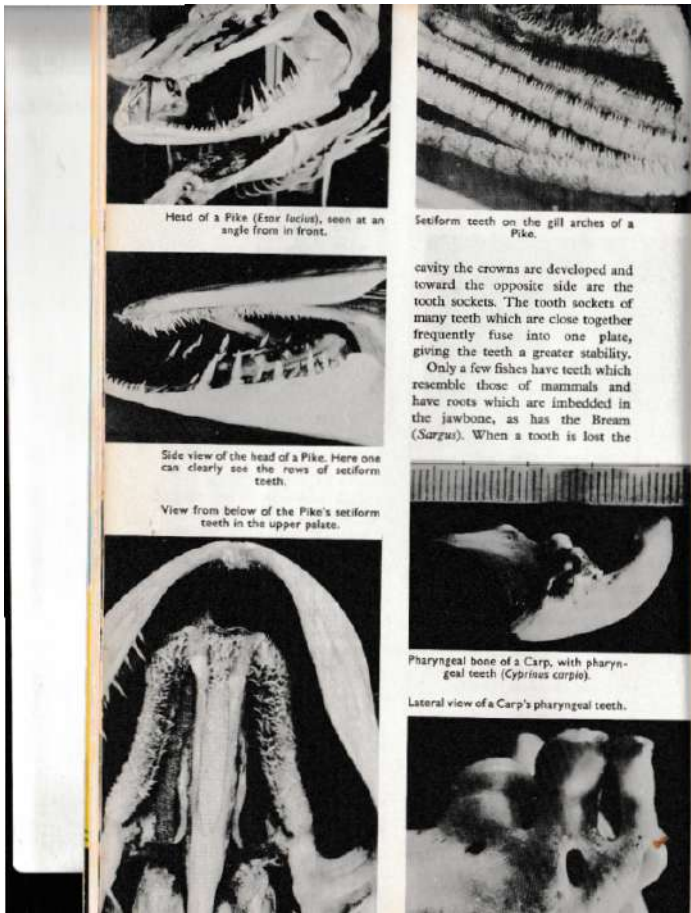 Head of a Pike (Esox lucius), seen at an
angle from in front.
Setiform teeth on the gill arches of a
Pike.
cavity the crowns are developed and
toward the opposite side are the
tooth sockets. The tooth sockets of
many teeth which are close together
frequently fuse into one plate,
giving the teeth a greater stability.
Only a few fishes have teeth which
resemble those of mammals and
have roots which are imbedded in
the jawbone, as has the Bream
(Sargus). When a tooth is lost the
Side view of the head of a Pike. Here one
can clearly see the rows of setiform
teeth.
View from below of the Pike's setiform
teeth in the upper palate.
Pharyngeal bone of a Carp, with pharyn-
geal teeth (Cyprinus carpio).
Lateral view of a Carp's pharyngeal teeth.